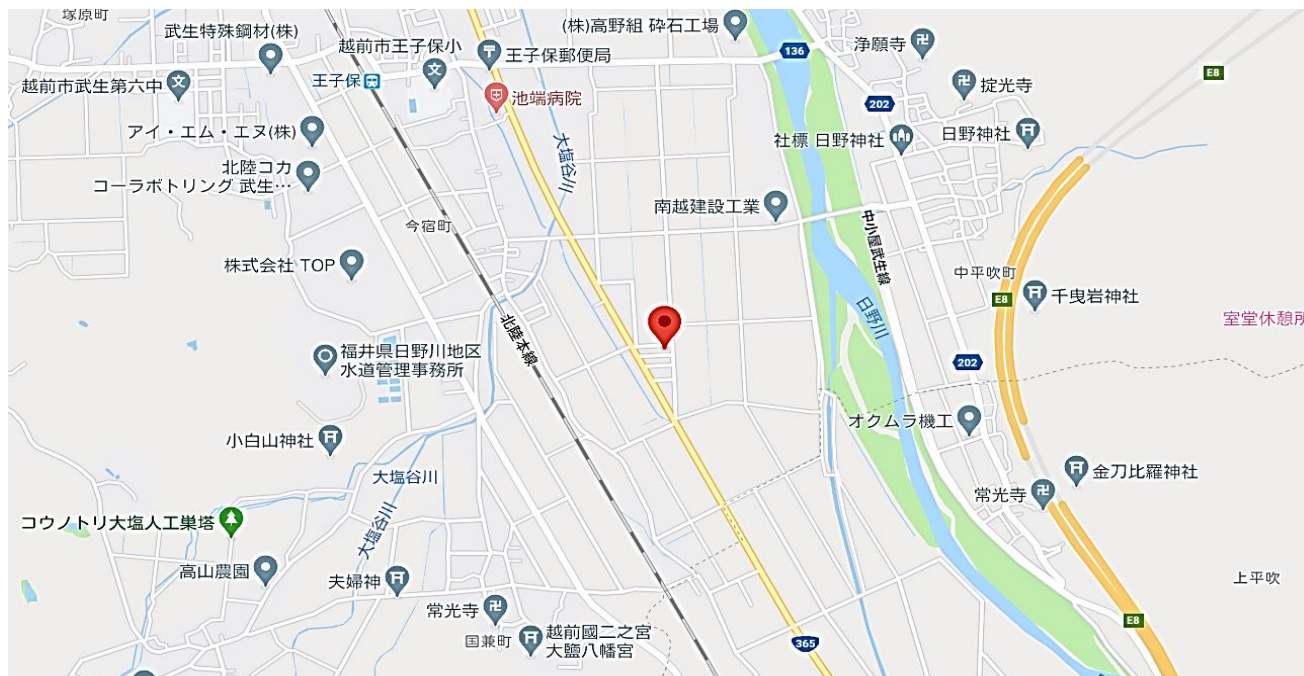 塚原町
武生特殊鋼材(株)
越前市王子保小
(株)高野組 砕石工場
136
浄願寺
E8
王子保
王子保郵便局
越前市武生第六中
池端病院
202
掟光寺
アイ・エム・エヌ(株)
大塩谷川
社標 日野神社
日野神社
北陸コカ
コーラボトリング 武生…
南越建設工業
今宿町
中小屋武生線
株式会社 TOP
中平吹町
E8
千曳岩神社
日野川
室堂休憩所
北陸本線
福井県日野川地区
水道管理事務所
202
オクムラ機工
小白山神社
大塩谷川
金刀比羅神社
常光寺
コウノトリ大塩人工巣塔
大塩谷川
高山農園
夫婦神
上平吹
常光寺
国兼町
越前國二之宮
大鹽八幡宮
365
E8